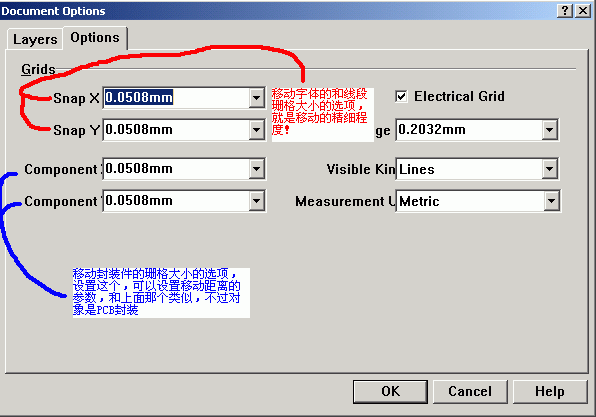 Document Options
Layers
Options
Grids
Snap X
0.0508mm
移动字体的和线段
珊格大小的选项，
就是移动的精细程
度！
Electrical Grid
Snap Y
0.0508mm
ge
0.2032mm
Component
0.0508mm
Visible Kin
Lines
Component
0.0508mm
Measurement U
Metric
移动封装件的珊格大小的选项，
设置这个，可以设置移动距离的
参数，和上面那个类似，不过对
象是PCB封装
OK
Cancel
Help